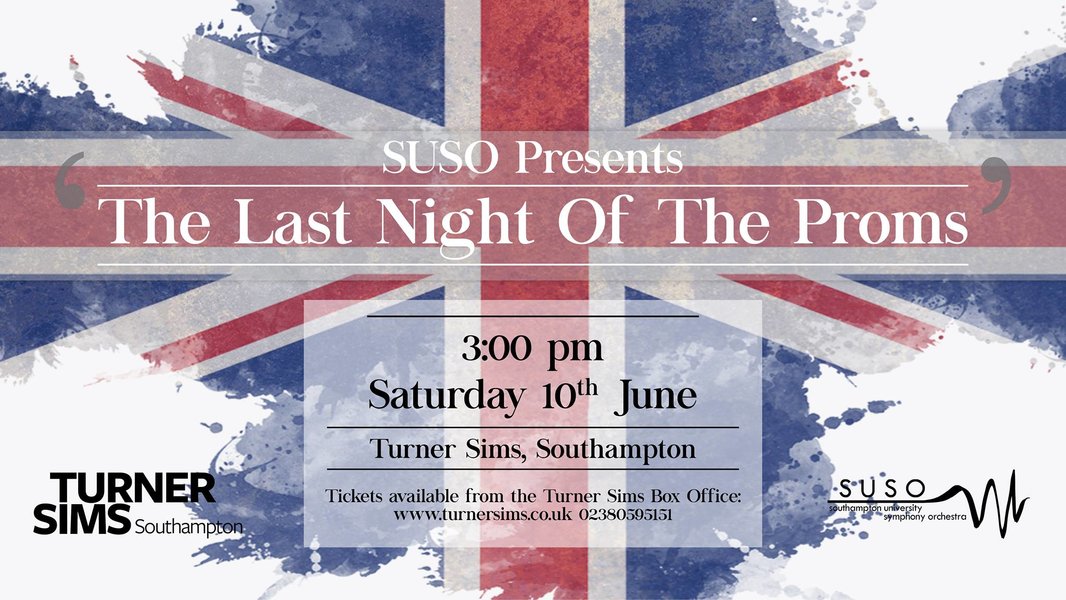 SUSO Presents
‘The Last Night Of The Proms’
3:00 pm
Saturday 10th June
Turner Sims, Southampton
Tickets available from the Turner Sims Box Office:
www.turnersims.co.uk 02380595151
TURNER
SIMS Southampton
SUSO
southampton university
symphony orchestra